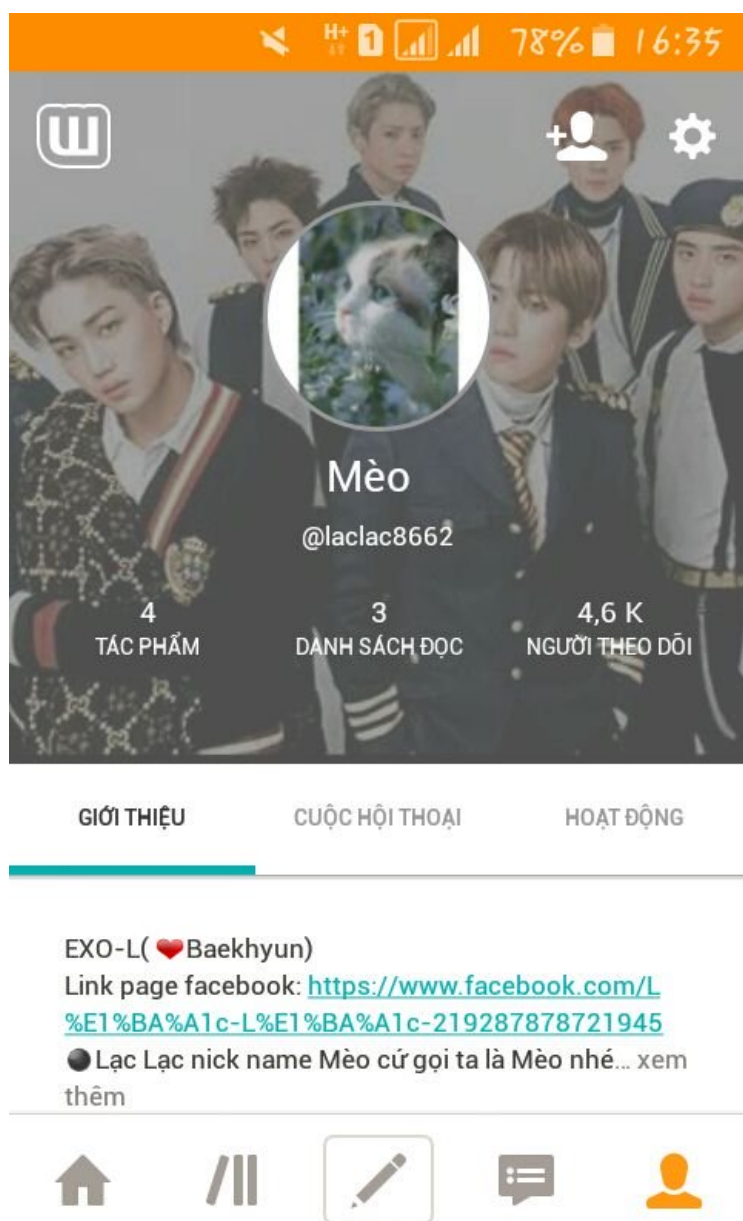 H+ 1 78% 16:35
Mèo
@laclac8662
4 3 4,6 K
TÁC PHẨM DANH SÁCH ĐỌC NGƯỜI THEO DÕI
GIỚI THIỆU CUỘC HỘI THOẠI HOẠT ĐỘNG
EXO-L( ❤Baekhyun)
Link page facebook: https://www.facebook.com/L
%E1%BA%A1c-L%E1%BA%A1c-219287878721945
●Lạc Lạc nick name Mèo cứ gọi ta là Mèo nhé... xem
thêm